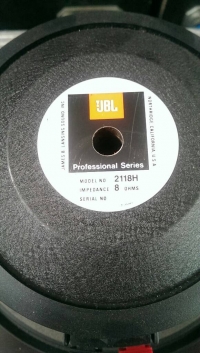 JBL
Professional Series
MODEL NO. 2118H
IMPEDANCE 8 OHMS
SERIAL NO.
JAMES B. LANSING SOUND, INC.
NORTHRIDGE, CALIFORNIA, U.S.A.